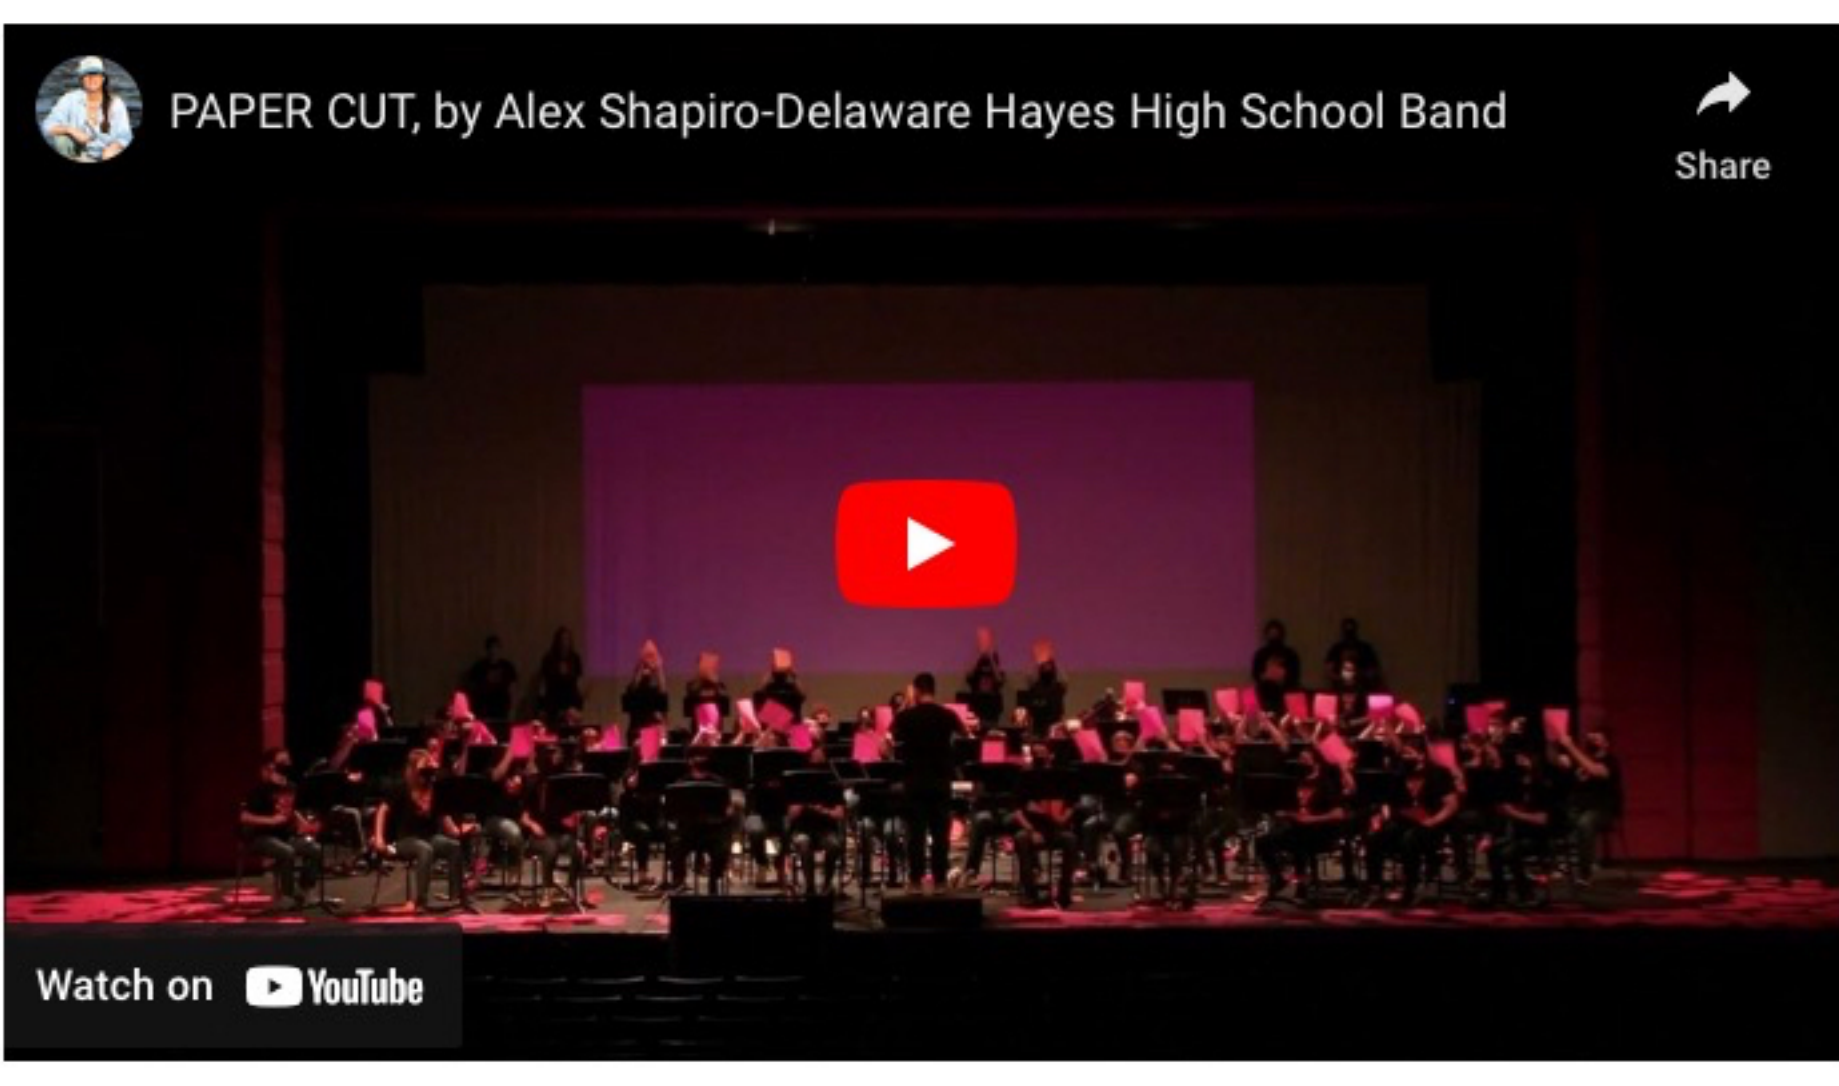 PAPER CUT, by Alex Shapiro-Delaware Hayes High School Band
Share
Watch on YouTube